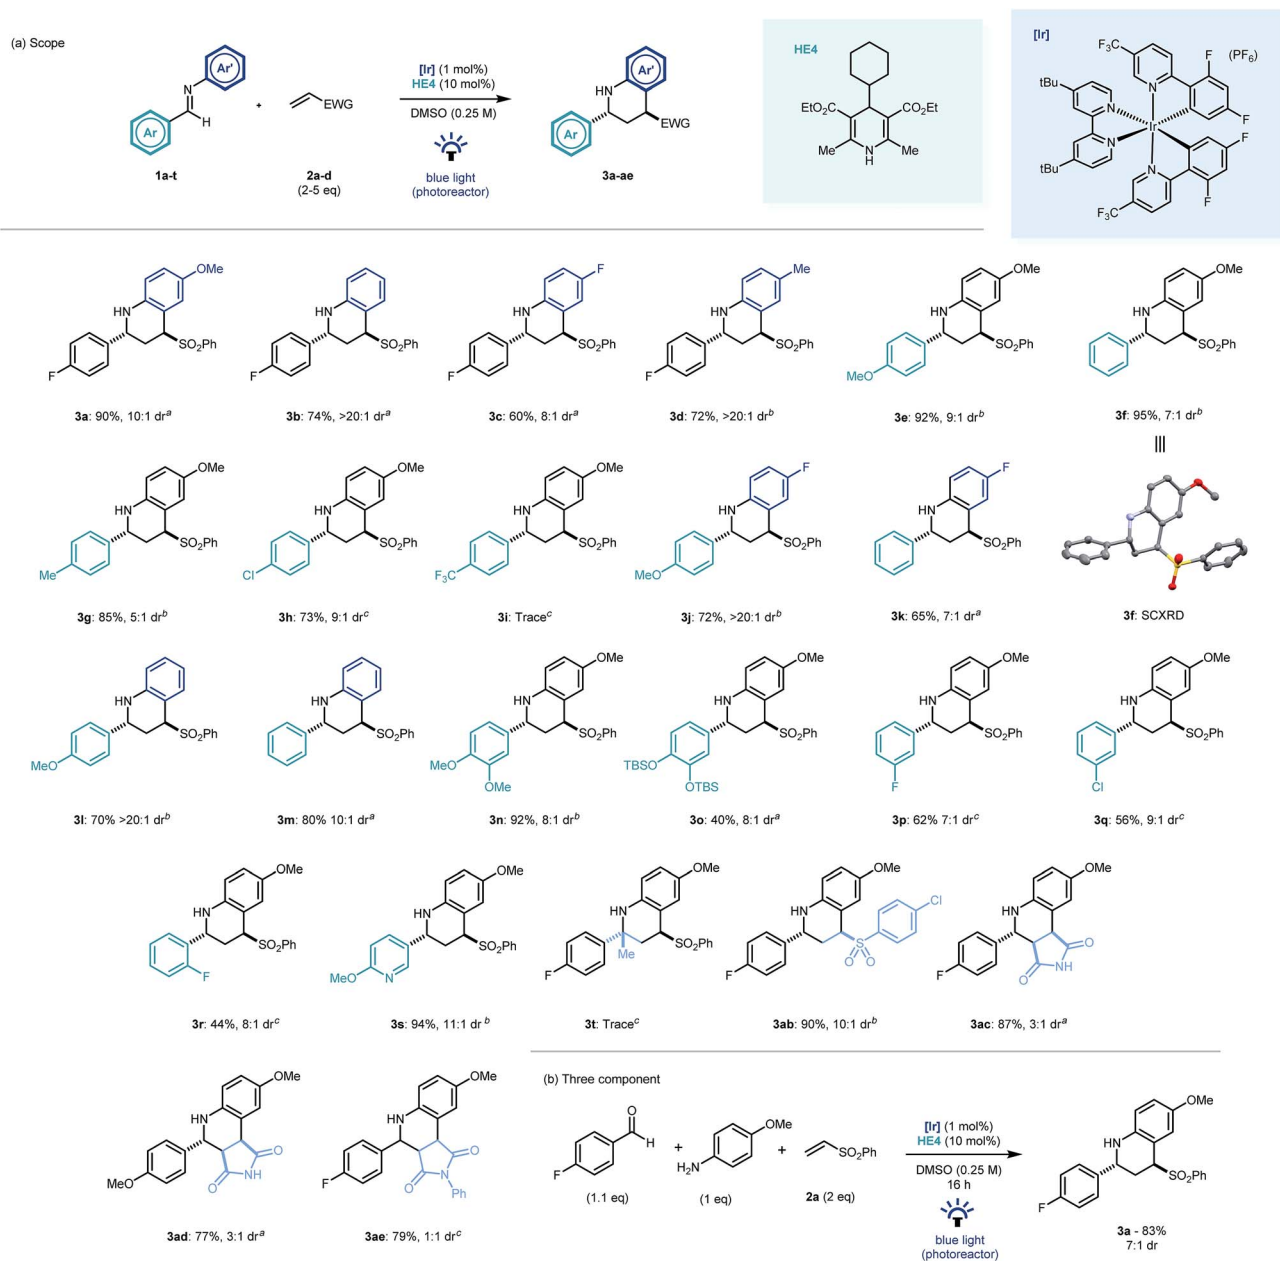 (a) Scope
Ar'
N
H
Ar
1a-t
+
EWG
2a-d
(2-5 eq)
[Ir] (1 mol%)
HE4 (10 mol%)
DMSO (0.25 M)
blue light
(photoreactor)
Ar'
HN
Ar
EWG
3a-ae
HE4
EtO₂C
CO₂Et
Me
N
H
Me
[Ir]
(PF₆)
F₃C
F
tBu
N
N
F
Ir
N
F
tBu
N
F₃C
F
OMe
HN
SO₂Ph
F
3a: 90%, 10:1 drᵃ
HN
SO₂Ph
F
3b: 74%, >20:1 drᵃ
F
HN
SO₂Ph
F
3c: 60%, 8:1 drᵃ
Me
HN
SO₂Ph
F
3d: 72%, >20:1 drᵇ
OMe
HN
SO₂Ph
MeO
3e: 92%, 9:1 drᵇ
OMe
HN
SO₂Ph
3f: 95%, 7:1 drᵇ
OMe
HN
SO₂Ph
Me
3g: 85%, 5:1 drᵇ
OMe
HN
SO₂Ph
Cl
3h: 73%, 9:1 drᶜ
OMe
HN
SO₂Ph
F₃C
3i: Traceᶜ
F
HN
SO₂Ph
MeO
3j: 72%, >20:1 drᵇ
F
HN
SO₂Ph
3k: 65%, 7:1 drᵃ
3f: SCXRD
HN
SO₂Ph
MeO
3l: 70% >20:1 drᵇ
HN
SO₂Ph
3m: 80% 10:1 drᵃ
OMe
HN
SO₂Ph
MeO
OMe
3n: 92%, 8:1 drᵇ
OMe
HN
SO₂Ph
TBSO
OTBS
3o: 40%, 8:1 drᵃ
OMe
HN
SO₂Ph
F
3p: 62% 7:1 drᶜ
OMe
HN
SO₂Ph
Cl
3q: 56%, 9:1 drᶜ
OMe
HN
SO₂Ph
F
3r: 44%, 8:1 drᶜ
OMe
HN
SO₂Ph
MeO
N
3s: 94%, 11:1 dr ᵇ
OMe
HN
SO₂Ph
Me
F
3t: Traceᶜ
OMe
Cl
HN
S
O O
F
3ab: 90%, 10:1 drᵇ
OMe
HN
O
NH
O
F
3ac: 87%, 3:1 drᵃ
OMe
HN
O
NH
O
MeO
3ad: 77%, 3:1 drᵃ
OMe
HN
O
N
O
Ph
F
3ae: 79%, 1:1 drᶜ
(b) Three component
O
H
F
(1.1 eq)
+
OMe
H₂N
(1 eq)
+
SO₂Ph
2a (2 eq)
[Ir] (1 mol%)
HE4 (10 mol%)
DMSO (0.25 M)
16 h
blue light
(photoreactor)
OMe
HN
SO₂Ph
F
3a - 83%
7:1 dr